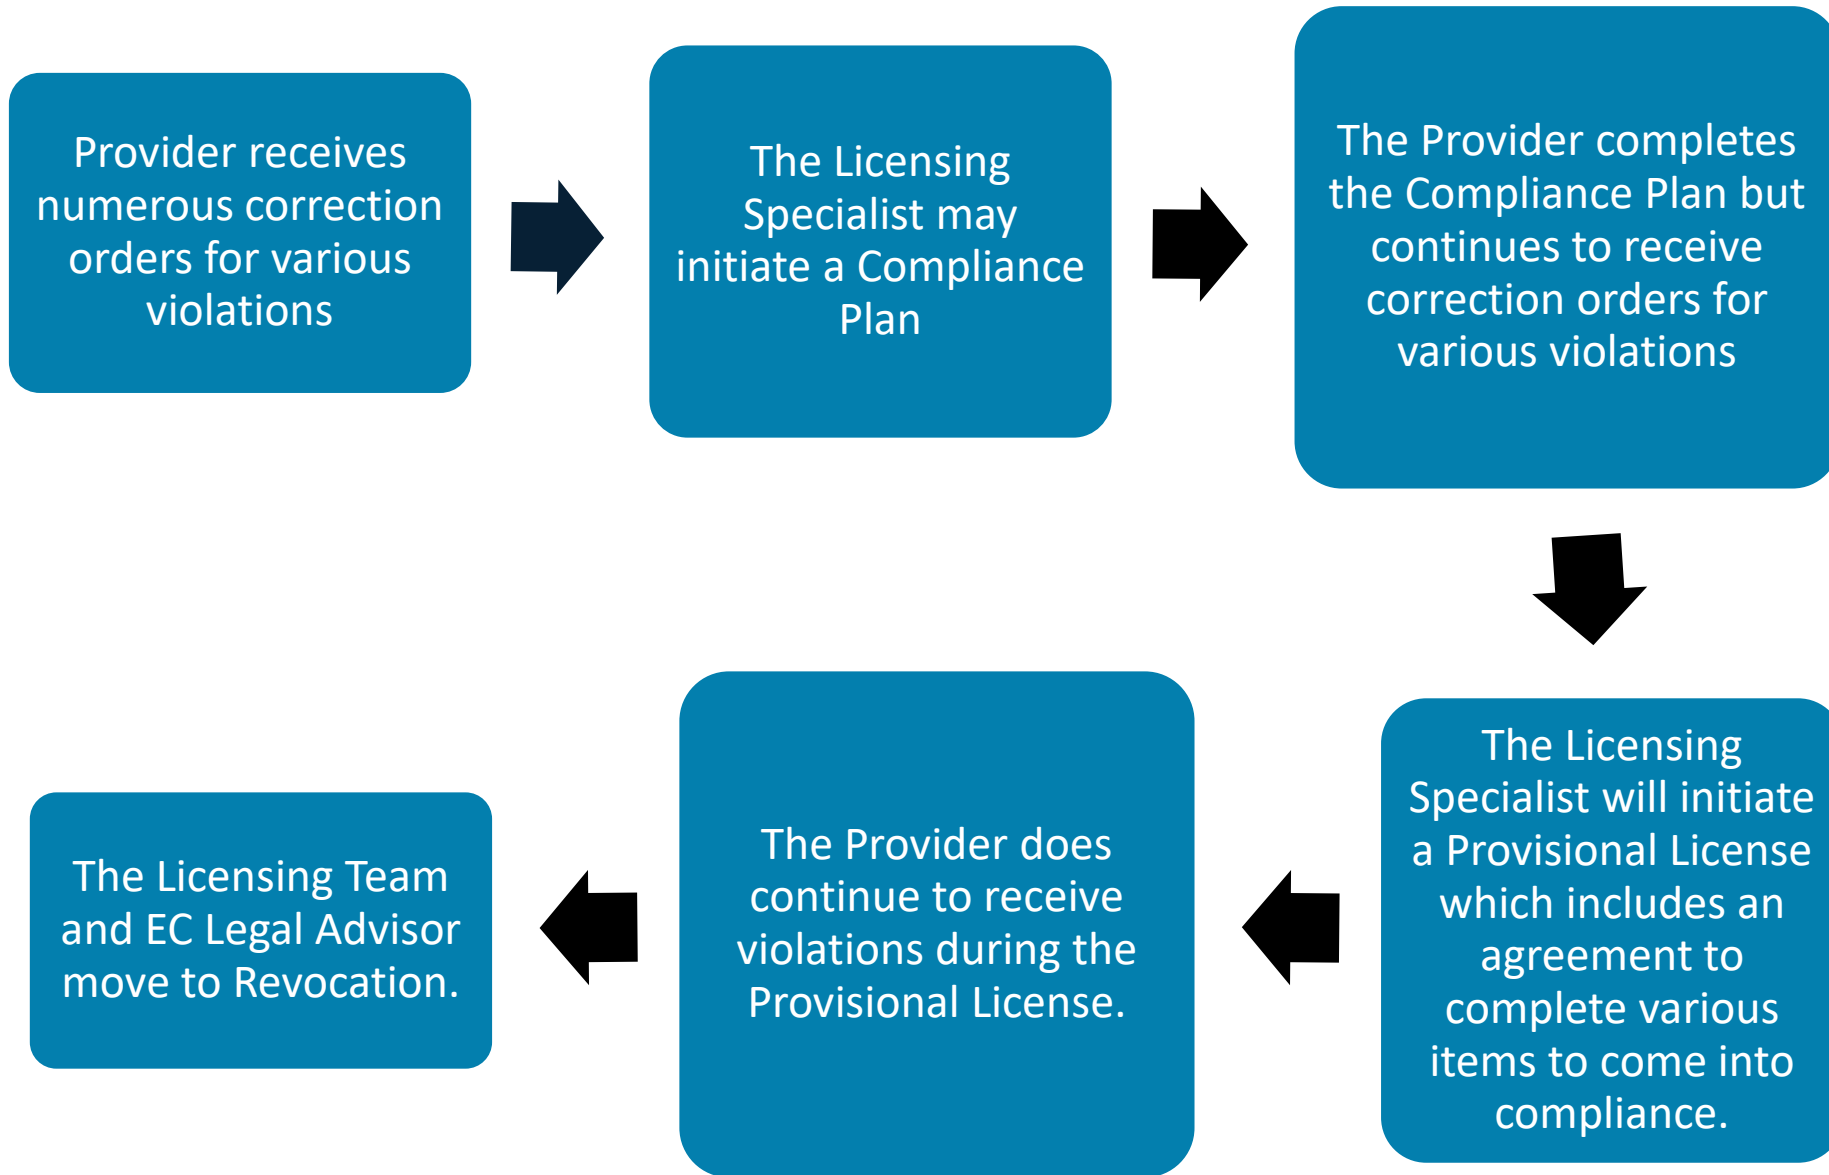 Provider receives
numerous correction
orders for various
violations
The Licensing
Specialist may
initiate a Compliance
Plan
The Provider completes
the Compliance Plan but
continues to receive
correction orders for
various violations
The Licensing
Specialist will initiate
a Provisional License
which includes an
agreement to
complete various
items to come into
compliance.
The Provider does
continue to receive
violations during the
Provisional License.
The Licensing Team
and EC Legal Advisor
move to Revocation.